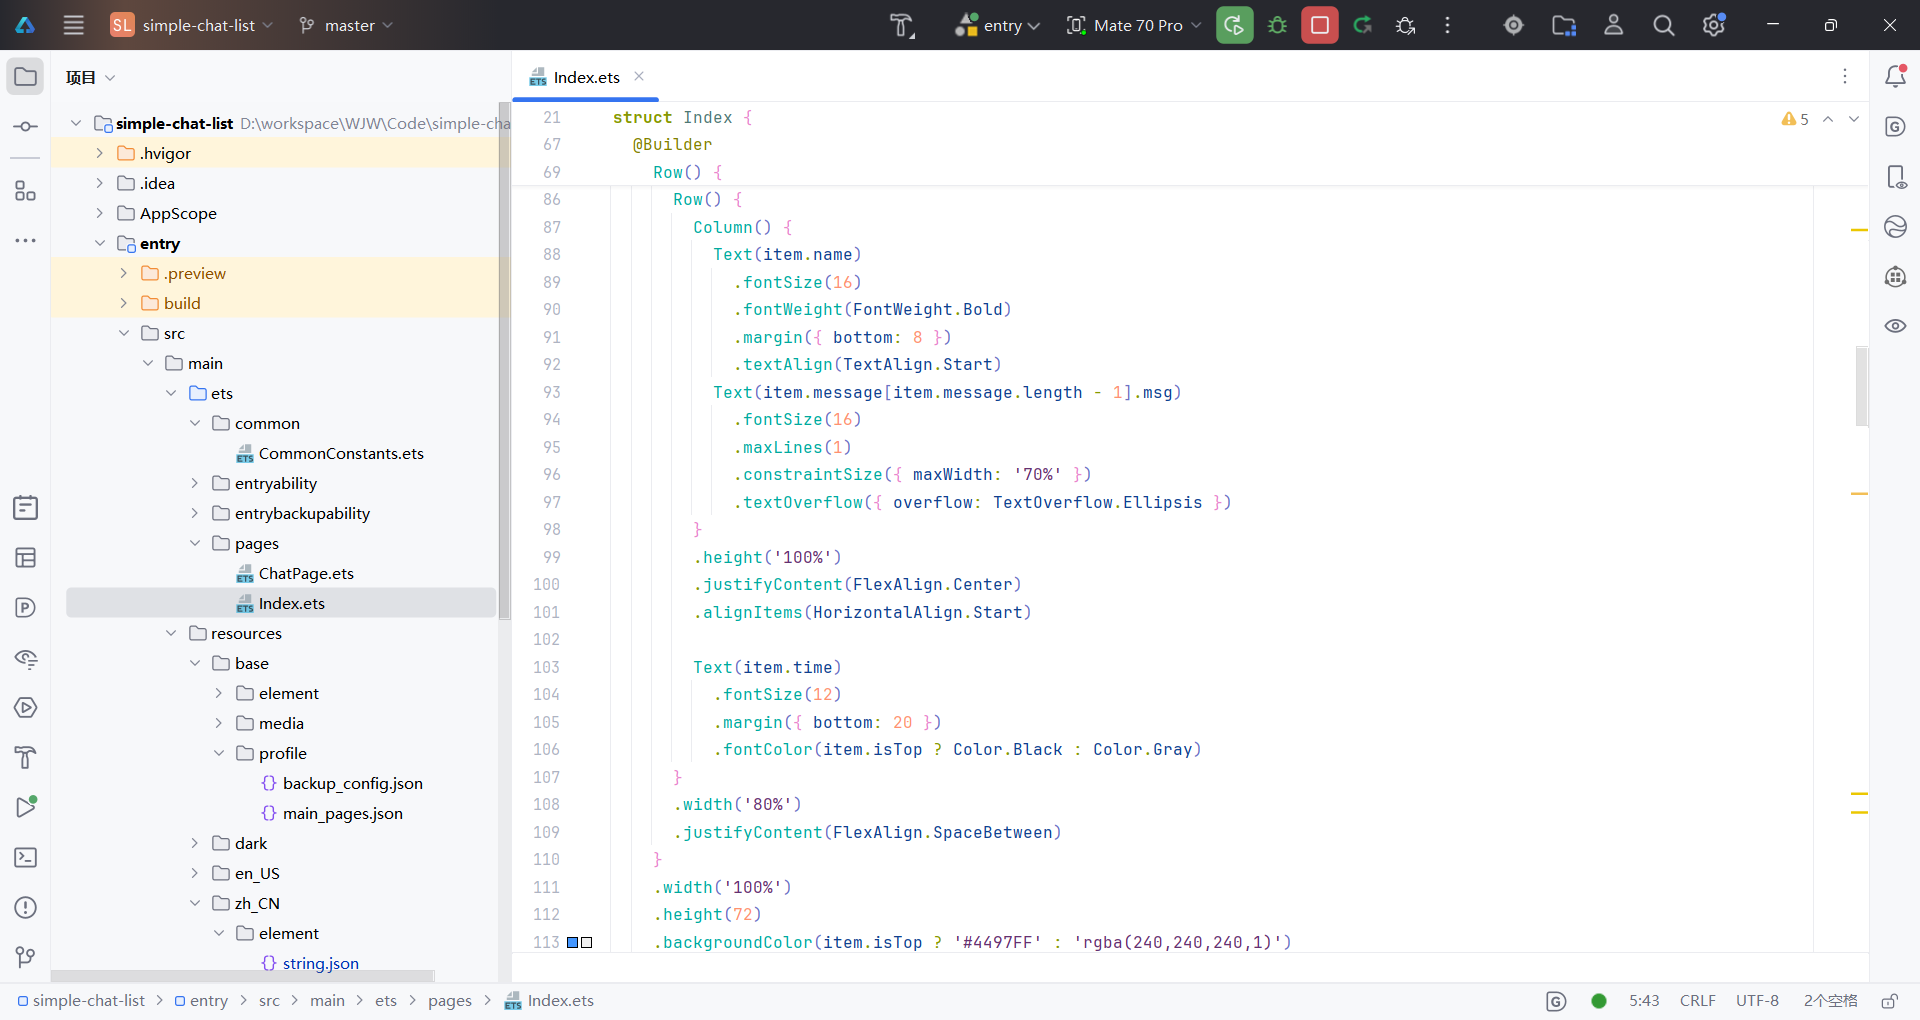 SL simple-chat-list master entry Mate 70 Pro
项目
Index.ets
simple-chat-list D:\workspace\WJW\Code\simple-cha
.hvigor
.idea
AppScope
entry
.preview
build
src
main
ets
common
CommonConstants.ets
entryability
entrybackupability
pages
ChatPage.ets
Index.ets
resources
base
element
media
profile
backup_config.json
main_pages.json
dark
en_US
zh_CN
element
string.json
5
21 struct Index {
67 @Builder
69 Row() {
86 Row() {
87 Column() {
88 Text(item.name)
89 .fontSize(16)
90 .fontWeight(FontWeight.Bold)
91 .margin({ bottom: 8 })
92 .textAlign(TextAlign.Start)
93 Text(item.message[item.message.length - 1].msg)
94 .fontSize(16)
95 .maxLines(1)
96 .constraintSize({ maxWidth: '70%' })
97 .textOverflow({ overflow: TextOverflow.Ellipsis })
98 }
99 .height('100%')
100 .justifyContent(FlexAlign.Center)
101 .alignItems(HorizontalAlign.Start)
102
103 Text(item.time)
104 .fontSize(12)
105 .margin({ bottom: 20 })
106 .fontColor(item.isTop ? Color.Black : Color.Gray)
107 }
108 .width('80%')
109 .justifyContent(FlexAlign.SpaceBetween)
110 }
111 .width('100%')
112 .height(72)
113 .backgroundColor(item.isTop ? '#4497FF' : 'rgba(240,240,240,1)')
simple-chat-list > entry > src > main > ets > pages > Index.ets 5:43 CRLF UTF-8 2个空格